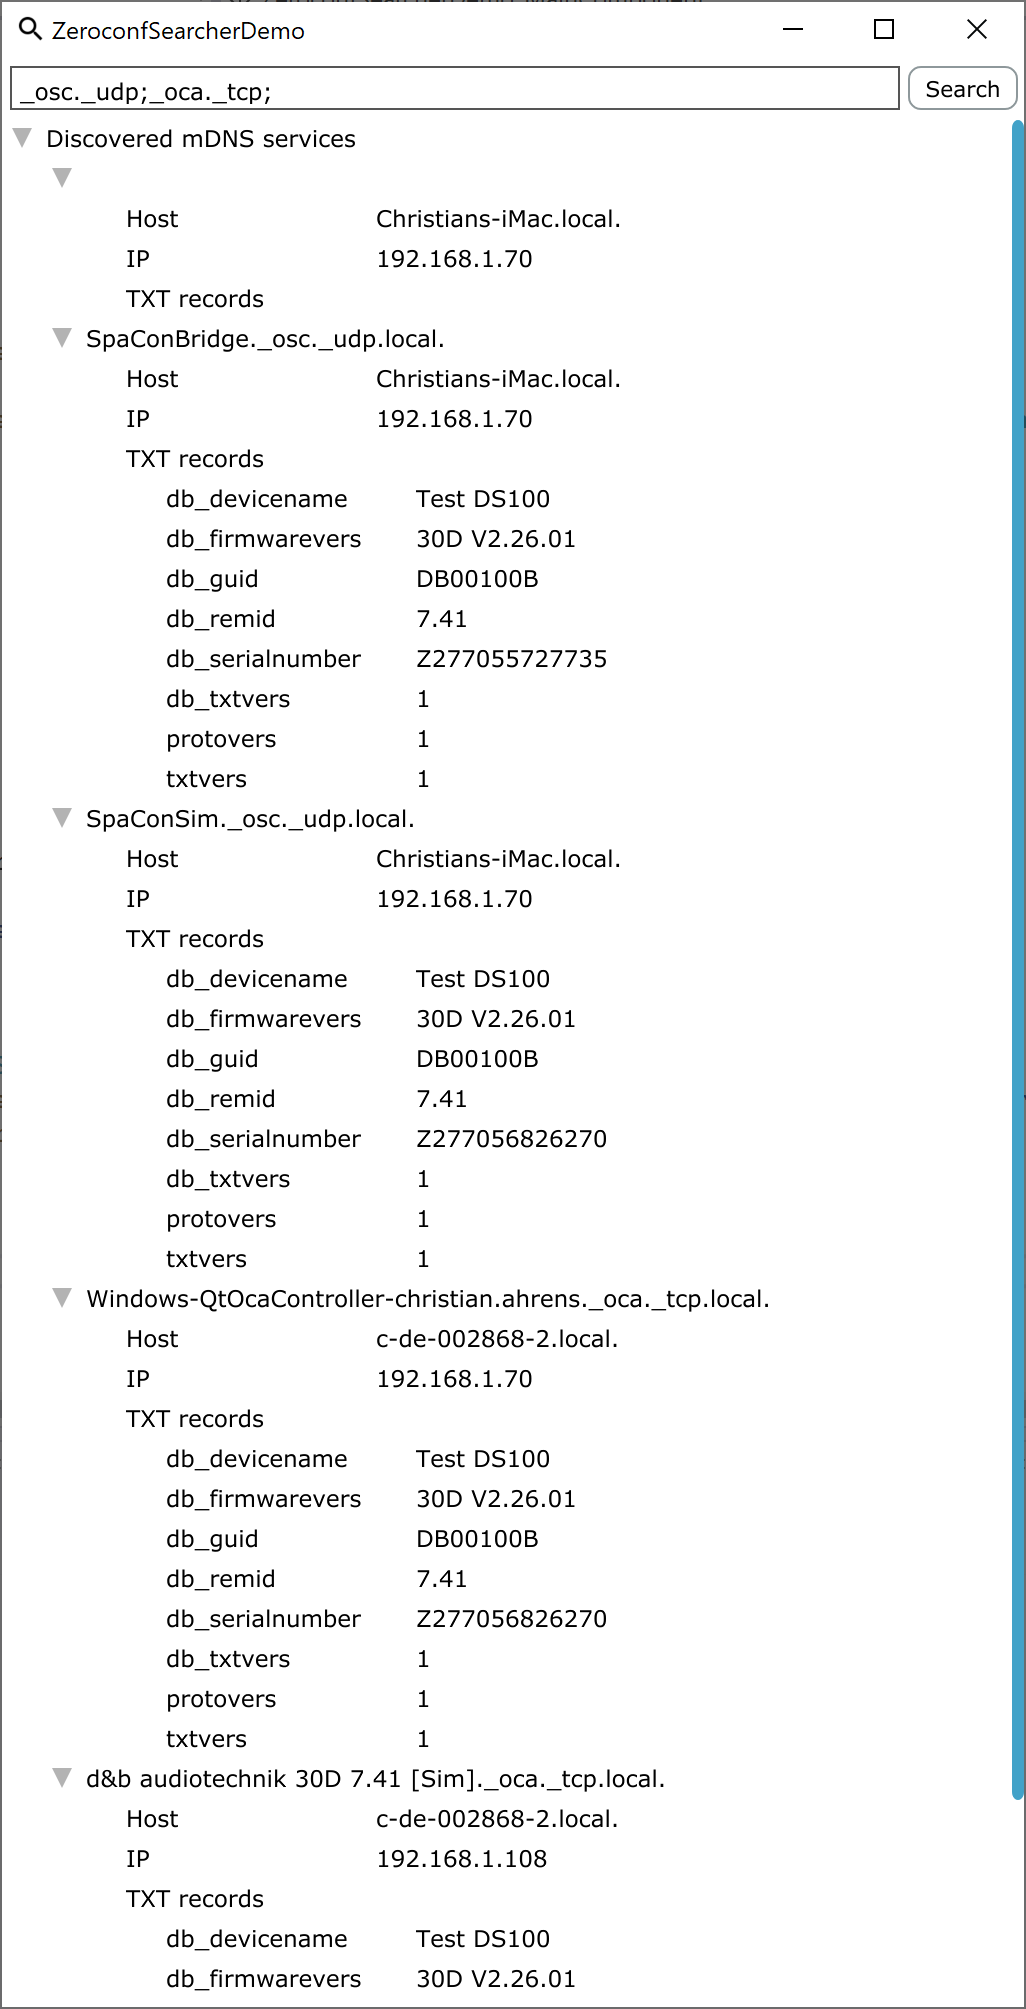 ZeroconfSearcherDemo
_osc._udp;_oca._tcp; Search
Discovered mDNS services
Host Christians-iMac.local.
IP 192.168.1.70
TXT records
SpaConBridge._osc._udp.local.
Host Christians-iMac.local.
IP 192.168.1.70
TXT records
db_devicename Test DS100
db_firmwarevers 30D V2.26.01
db_guid DB00100B
db_remid 7.41
db_serialnumber Z277055727735
db_txtvers 1
protovers 1
txtvers 1
SpaConSim._osc._udp.local.
Host Christians-iMac.local.
IP 192.168.1.70
TXT records
db_devicename Test DS100
db_firmwarevers 30D V2.26.01
db_guid DB00100B
db_remid 7.41
db_serialnumber Z277056826270
db_txtvers 1
protovers 1
txtvers 1
Windows-QtOcaController-christian.ahrens._oca._tcp.local.
Host c-de-002868-2.local.
IP 192.168.1.70
TXT records
db_devicename Test DS100
db_firmwarevers 30D V2.26.01
db_guid DB00100B
db_remid 7.41
db_serialnumber Z277056826270
db_txtvers 1
protovers 1
txtvers 1
d&b audiotechnik 30D 7.41 [Sim]._oca._tcp.local.
Host c-de-002868-2.local.
IP 192.168.1.108
TXT records
db_devicename Test DS100
db_firmwarevers 30D V2.26.01